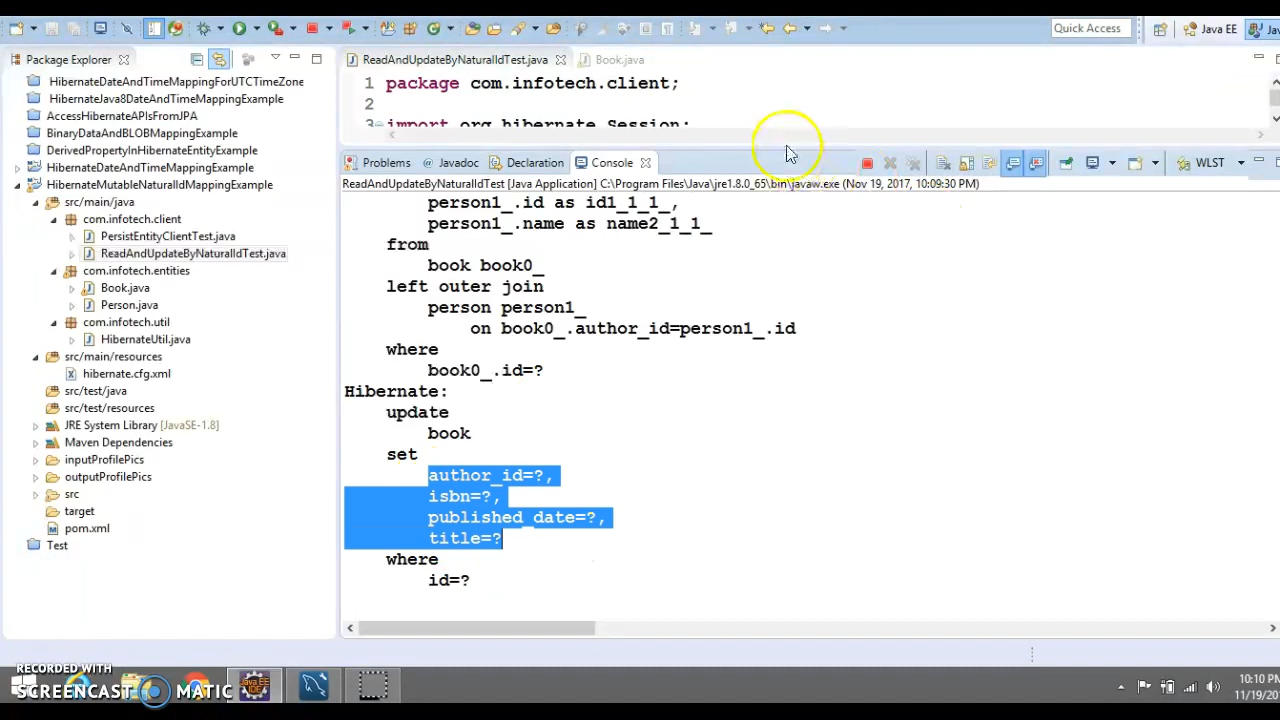 Quick Access
Java EE
Jav
Package Explorer
ReadAndUpdateByNaturalIdTest.java
Book.java
HibernateDateAndTimeMappingForUTCTimeZone
HibernateJava8DateAndTimeMappingExample
AccessHibernateAPIsFromJPA
BinaryDataAndBLOBMappingExample
DerivedPropertyInHibernateEntityExample
HibernateDateAndTimeMappingExample
HibernateMutableNaturalIdMappingExample
src/main/java
com.infotech.client
PersistEntityClientTest.java
ReadAndUpdateByNaturalIdTest.java
com.infotech.entities
Book.java
Person.java
com.infotech.util
HibernateUtil.java
src/main/resources
hibernate.cfg.xml
src/test/java
src/test/resources
JRE System Library [JavaSE-1.8]
Maven Dependencies
inputProfilePics
outputProfilePics
src
target
pom.xml
Test
1 package com.infotech.client;
2
3 import org.hibernate.Session;
Problems
Javadoc
Declaration
Console
WLST
ReadAndUpdateByNaturalIdTest [Java Application] C:\Program Files\Java\jre1.8.0_65\bin\javaw.exe (Nov 19, 2017, 10:09:30 PM)
person1_.id as id1_1_1_,
person1_.name as name2_1_1_
from
book book0_
left outer join
person person1_
on book0_.author_id=person1_.id
where
book0_.id=?
Hibernate:
update
book
set
author_id=?,
isbn=?,
published_date=?,
title=?
where
id=?
RECORDED WITH
SCREENCAST MATIC
Java EE
IDE
10:10 PM
11/19/20